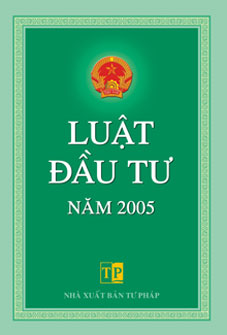 LUẬT
ĐẦU TƯ
NĂM 2005
TP
NHÀ XUẤT BẢN TƯ PHÁP